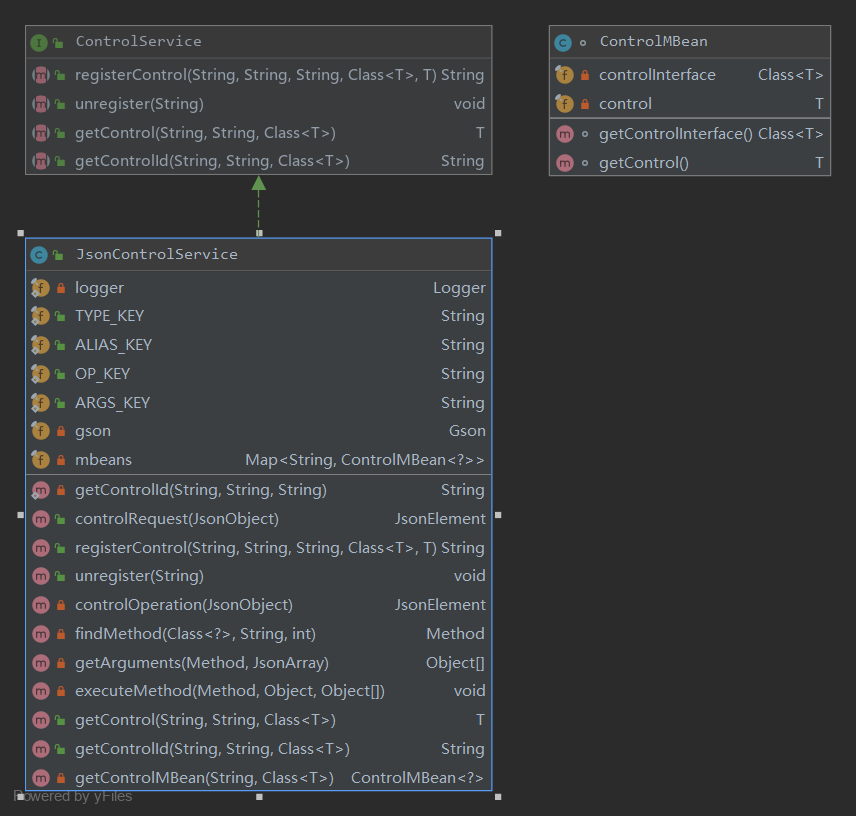 ControlService
registerControl(String, String, String, Class<T>, T) String
unregister(String) void
getControl(String, String, Class<T>) T
getControlId(String, String, Class<T>) String
ControlMBean
controlInterface Class<T>
control T
getControlInterface() Class<T>
getControl() T
JsonControlService
logger Logger
TYPE_KEY String
ALIAS_KEY String
OP_KEY String
ARGS_KEY String
gson Gson
mbeans Map<String, ControlMBean<?>>
getControlId(String, String, String) String
controlRequest(JsonObject) JsonElement
registerControl(String, String, String, Class<T>, T) String
unregister(String) void
controlOperation(JsonObject) JsonElement
findMethod(Class<?>, String, int) Method
getArguments(Method, JsonArray) Object[]
executeMethod(Method, Object, Object[]) void
getControl(String, String, Class<T>) T
getControlId(String, String, Class<T>) String
getControlMBean(String, Class<T>) ControlMBean<?>
Powered by yFiles